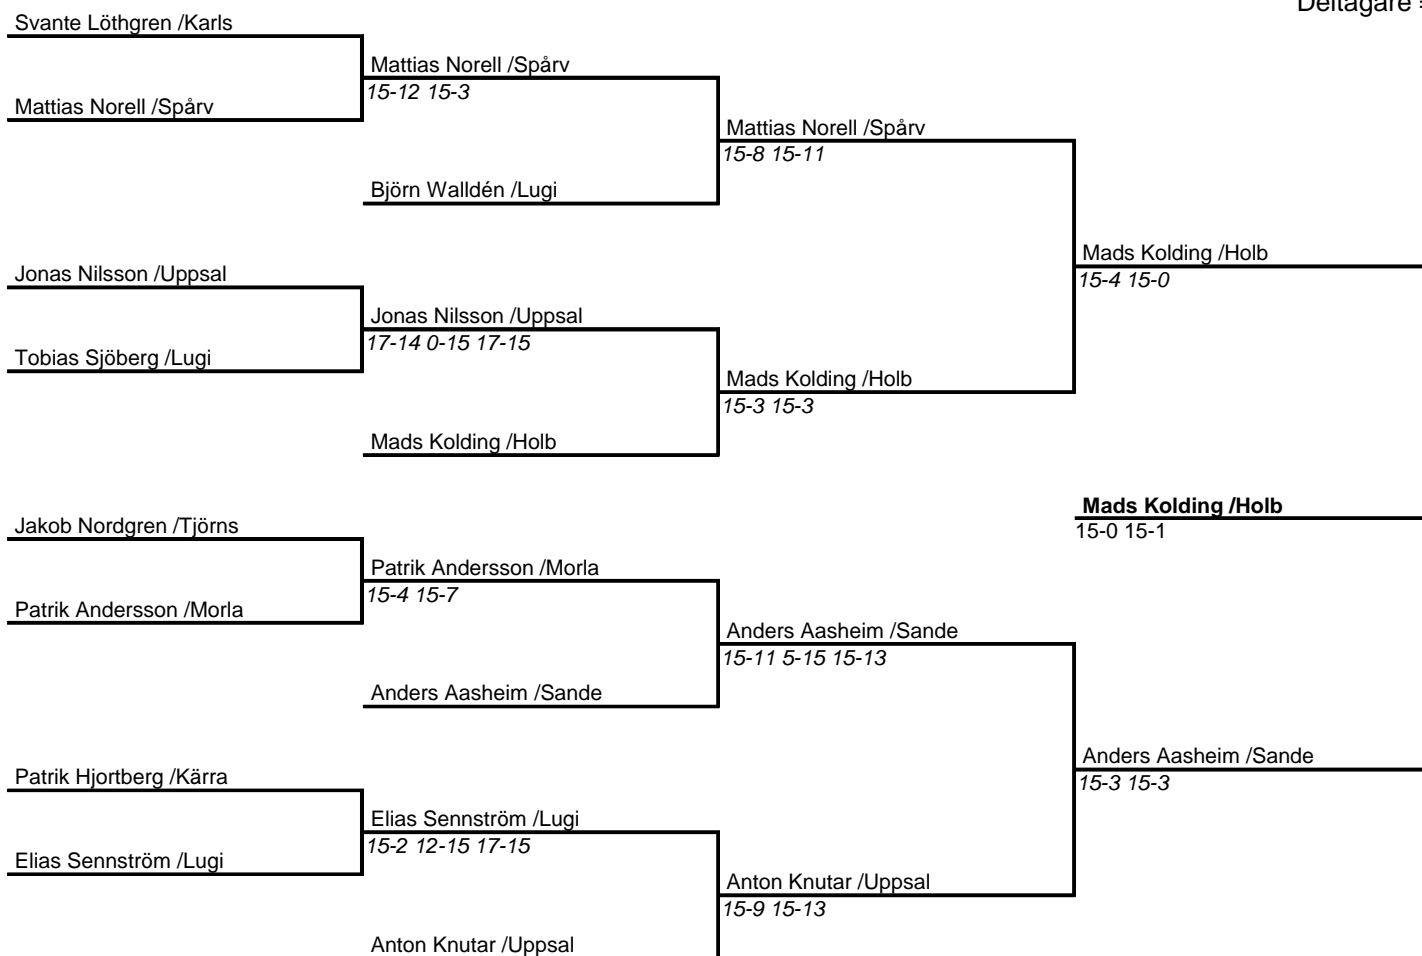 Deltagare =
Svante Löthgren /Karls
Mattias Norell /Spårv
15-12 15-3
Mattias Norell /Spårv
Mattias Norell /Spårv
15-8 15-11
Björn Walldén /Lugi
Mads Kolding /Holb
15-4 15-0
Jonas Nilsson /Uppsal
Jonas Nilsson /Uppsal
17-14 0-15 17-15
Tobias Sjöberg /Lugi
Mads Kolding /Holb
15-3 15-3
Mads Kolding /Holb
Mads Kolding /Holb
15-0 15-1
Jakob Nordgren /Tjörns
Patrik Andersson /Morla
15-4 15-7
Patrik Andersson /Morla
Anders Aasheim /Sande
15-11 5-15 15-13
Anders Aasheim /Sande
Anders Aasheim /Sande
15-3 15-3
Patrik Hjortberg /Kärra
Elias Sennström /Lugi
15-2 12-15 17-15
Elias Sennström /Lugi
Anton Knutar /Uppsal
15-9 15-13
Anton Knutar /Uppsal